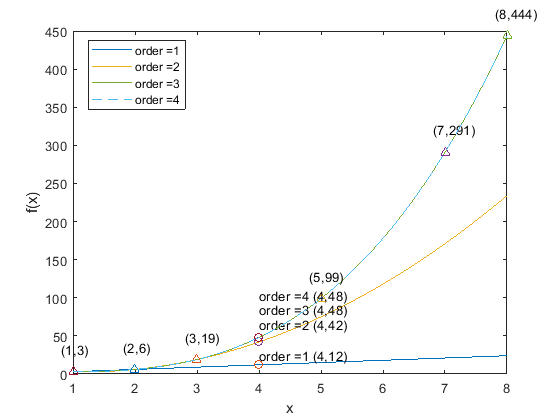 (8,444)
450
order =1
order =2
order =3
order =4
400
350
(7,291)
300
250
f(x)
200
150
(5,99)
100
order =4 (4,48)
order =3 (4,48)
order =2 (4,42)
50
(3,19)
(2,6)
(1,3)
order =1 (4,12)
0
1 2 3 4 5 6 7 8
x